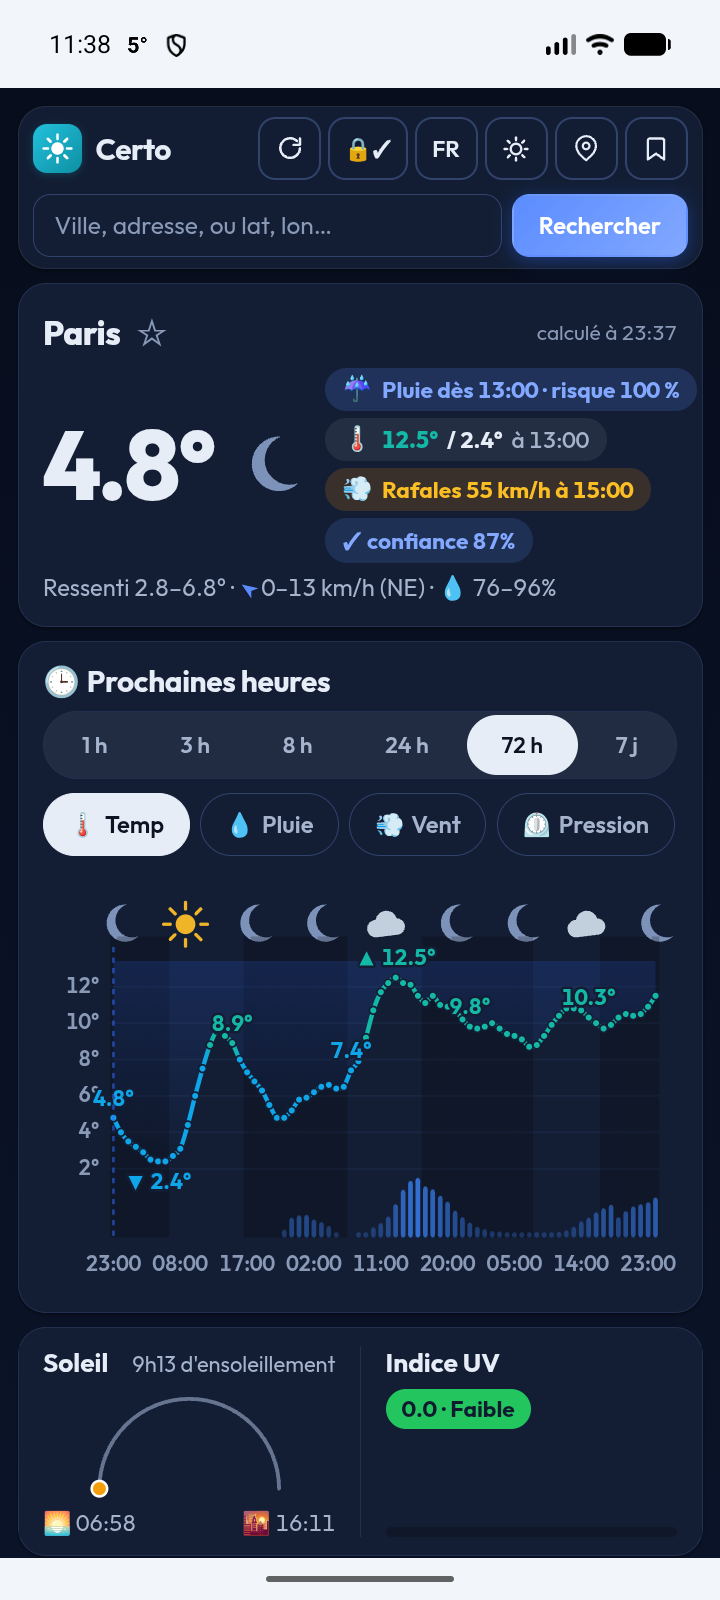 11:38 5°
Certo FR
Ville, adresse, ou lat, lon...
Rechercher
Paris ☆ calculé à 23:37
Pluie dès 13:00 · risque 100 %
4.8°
12.5° / 2.4° à 13:00
Rafales 55 km/h à 15:00
✓ confiance 87%
Ressenti 2.8–6.8° · 0–13 km/h (NE) · 76–96%
Prochaines heures
1 h 3 h 8 h 24 h 72 h 7 j
Temp Pluie Vent Pression
▲ 12.5°
12°
10° 8.9° 9.8° 10.3°
8° 7.4°
6° 4.8°
4°
2° ▼ 2.4°
23:00 08:00 17:00 02:00 11:00 20:00 05:00 14:00 23:00
Soleil 9h13 d'ensoleillement
06:58 16:11
Indice UV
0.0 · Faible